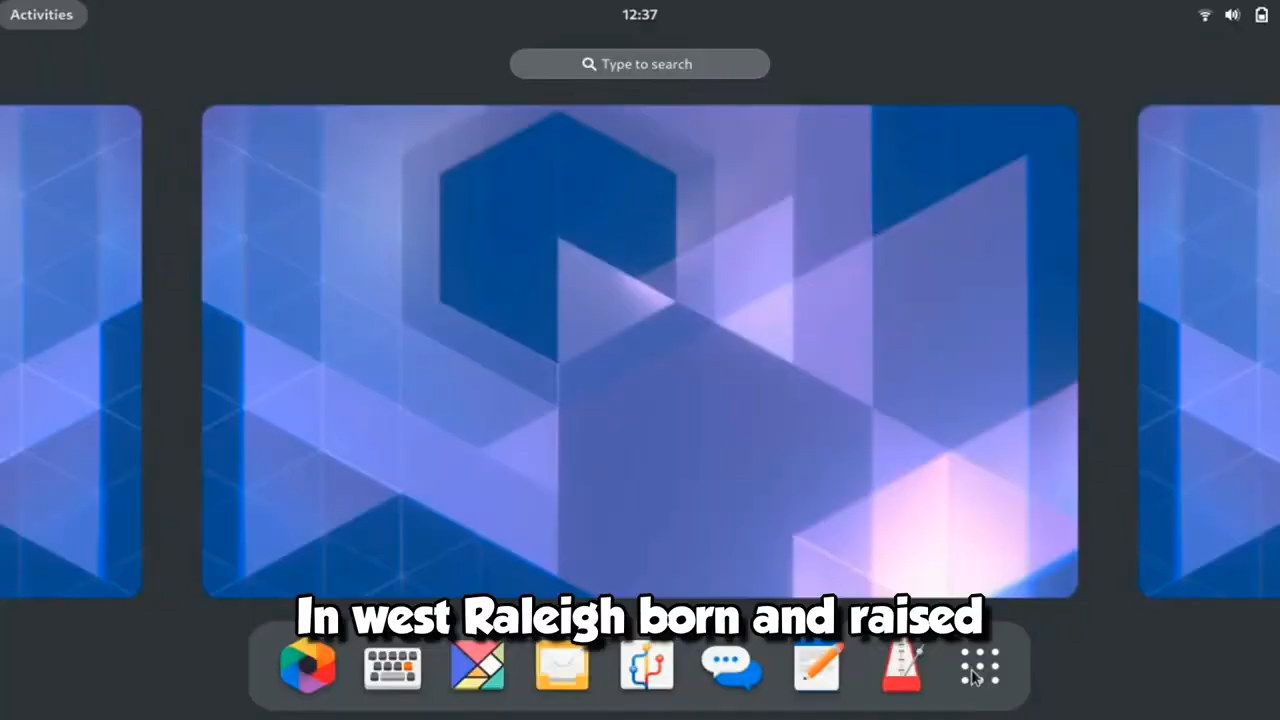 Activities
12:37
Type to search
In west Raleigh born and raised